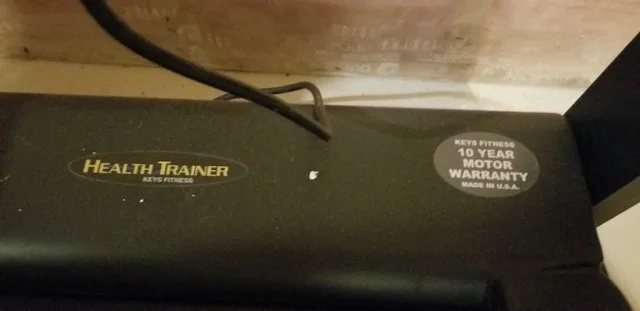 HEALTH TRAINER
KEYS FITNESS
KEYS FITNESS
10 YEAR
MOTOR
WARRANTY
MADE IN U.S.A.